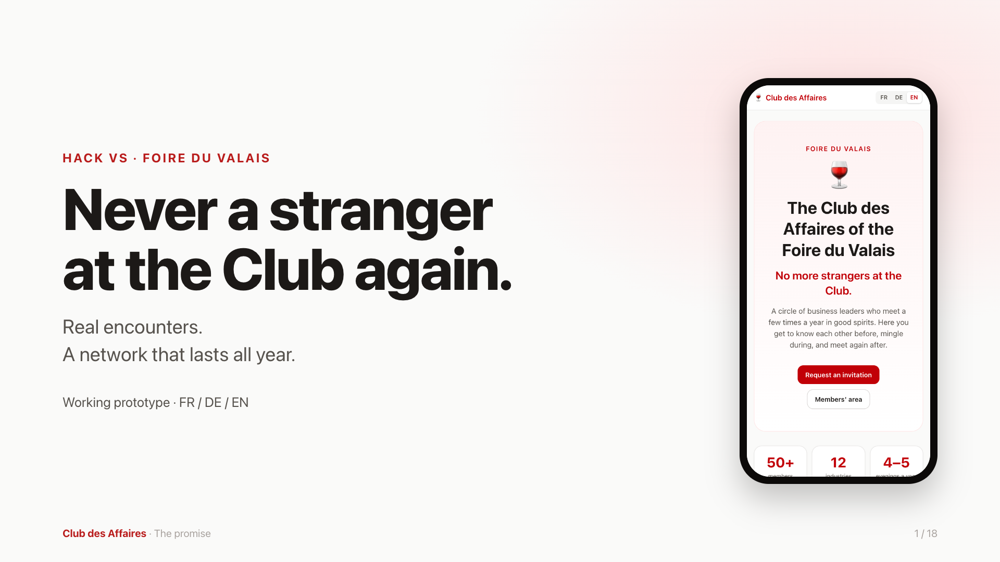 HACK VS · FOIRE DU VALAIS
Never a stranger
at the Club again.
Real encounters.
A network that lasts all year.
Working prototype · FR / DE / EN
Club des Affaires
FR DE EN
FOIRE DU VALAIS
The Club des
Affaires of the
Foire du Valais
No more strangers at the
Club.
A circle of business leaders who meet a
few times a year in good spirits. Here you
get to know each other before, mingle
during, and meet again after.
Request an invitation
Members' area
50+ 12 4–5
members industries evenings a year
Club des Affaires · The promise
1 / 18